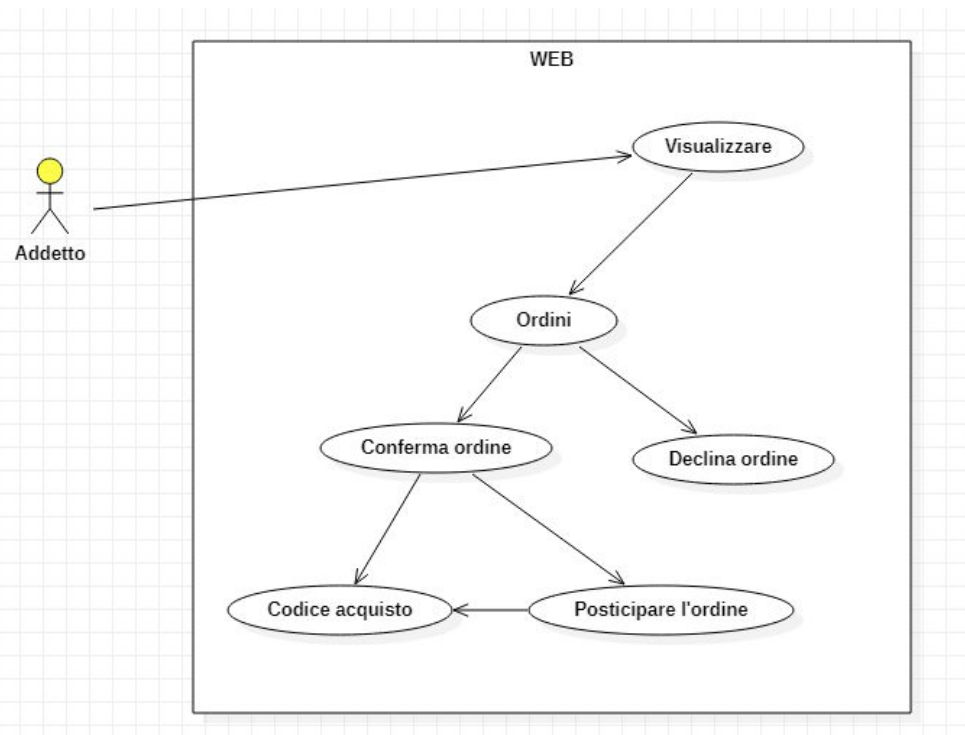 WEB
Visualizzare
Addetto
Ordini
Conferma ordine
Declina ordine
Codice acquisto
Posticipare l'ordine